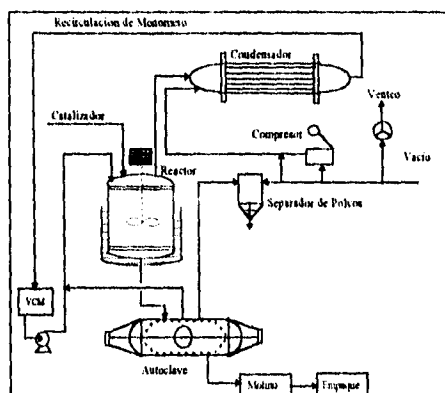 Recirculacion de Monomero
Condensador
Venteo
Catalizador
Compresor
Reactor
Vacio
Separador de Polvos
VCM
Autoclave
Molino
Empaque